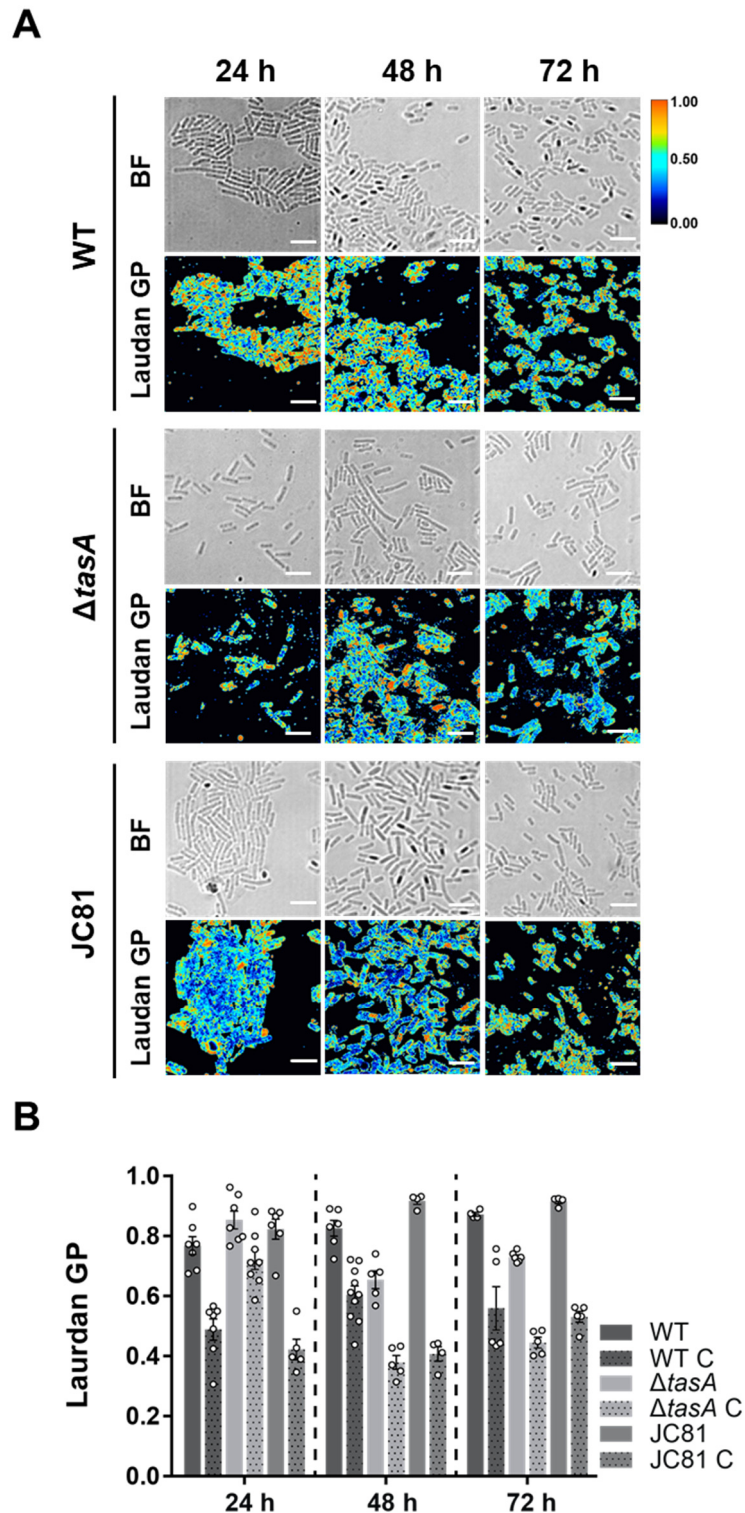 A
24 h
48 h
72 h
WT
BF
Laudan GP
1.00
0.50
0.00
ΔtasA
BF
Laudan GP
JC81
BF
Laudan GP
B
Laurdan GP
1.0
0.8
0.6
0.4
0.2
0.0
24 h
48 h
72 h
WT
WT C
ΔtasA
ΔtasA C
JC81
JC81 C